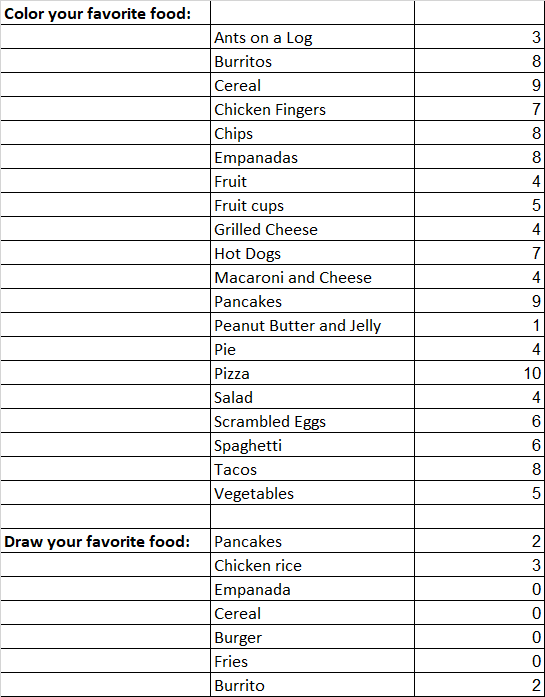 Color your favorite food:
Ants on a Log 3
Burritos 8
Cereal 9
Chicken Fingers 7
Chips 8
Empanadas 8
Fruit 4
Fruit cups 5
Grilled Cheese 4
Hot Dogs 7
Macaroni and Cheese 4
Pancakes 9
Peanut Butter and Jelly 1
Pie 4
Pizza 10
Salad 4
Scrambled Eggs 6
Spaghetti 6
Tacos 8
Vegetables 5
Draw your favorite food: Pancakes 2
Chicken rice 3
Empanada 0
Cereal 0
Burger 0
Fries 0
Burrito 2